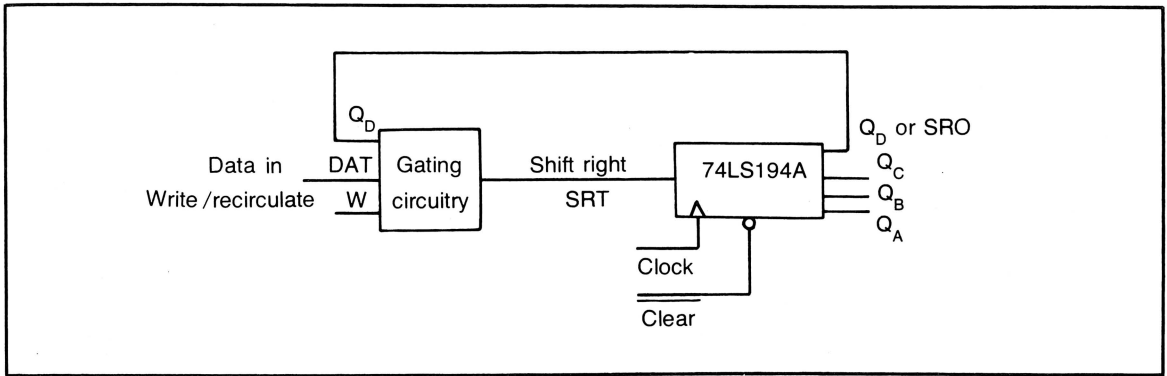 Q_D
Q_D or SRO
Data in DAT Gating Shift right 74LS194A Q_C
Write/recirculate W circuitry SRT Q_B
Q_A
Clock
Clear